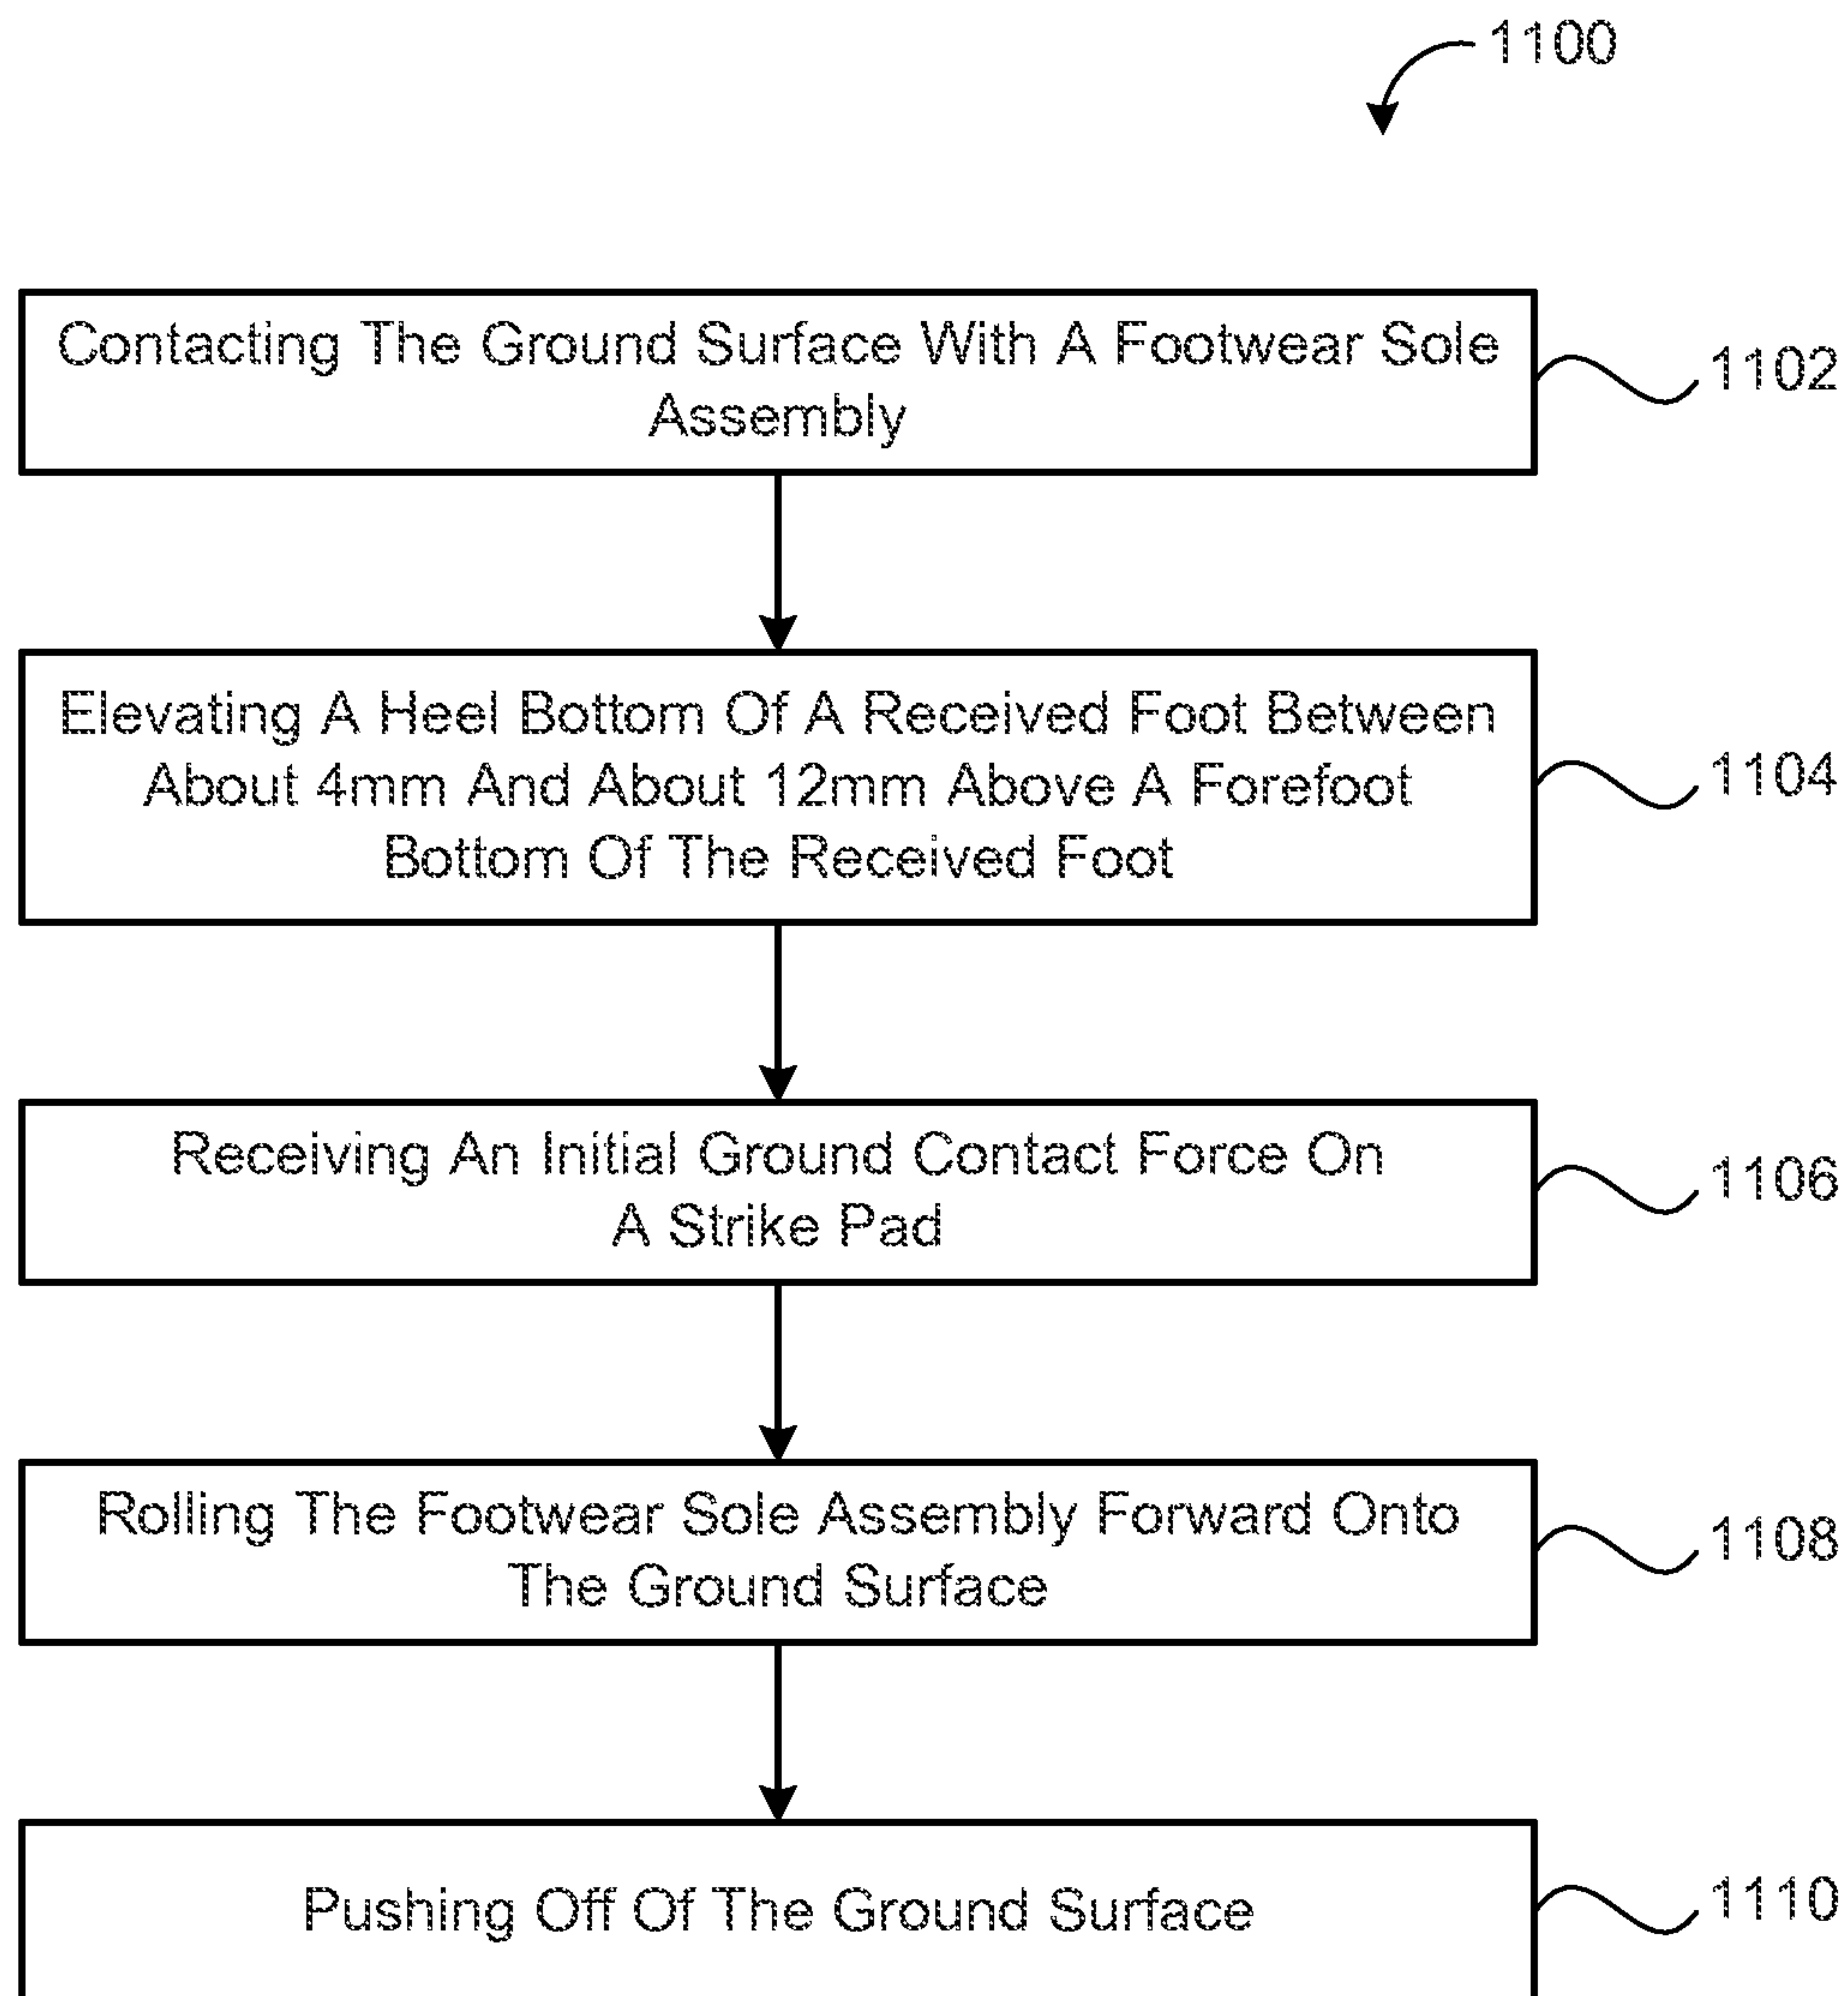 1100
Contacting The Ground Surface With A Footwear Sole
Assembly
1102
Elevating A Heel Bottom Of A Received Foot Between
About 4mm And About 12mm Above A Forefoot
Bottom Of The Received Foot
1104
Receiving An Initial Ground Contact Force On
A Strike Pad
1106
Rolling The Footwear Sole Assembly Forward Onto
The Ground Surface
1108
Pushing Off Of The Ground Surface
1110